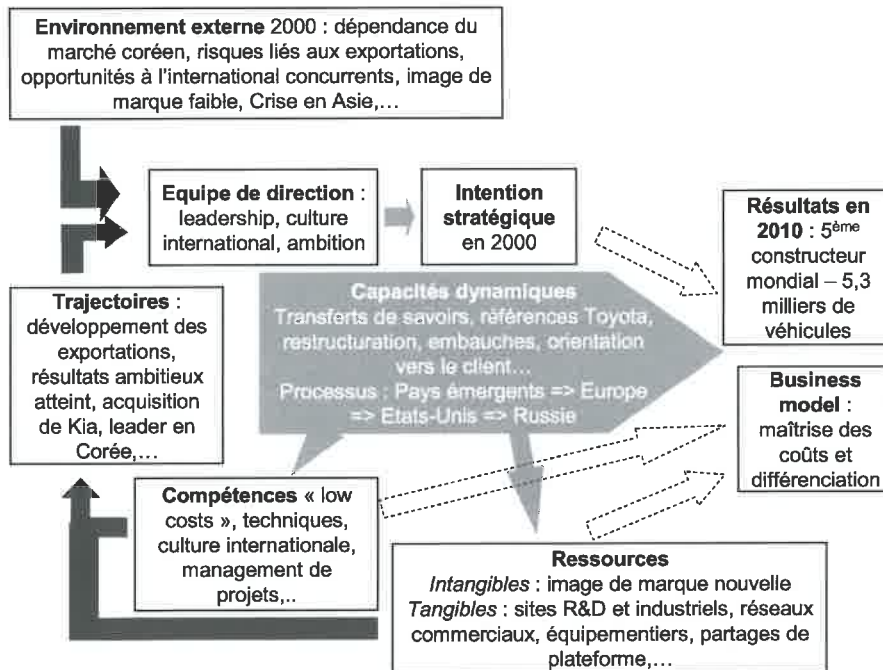 Environnement externe 2000 : dépendance du
marché coréen, risques liés aux exportations,
opportunités à l'international concurrents, image de
marque faible, Crise en Asie,…
Equipe de direction :
leadership, culture
international, ambition
Intention
stratégique
en 2000
Résultats en
2010 : 5ème
constructeur
mondial – 5,3
milliers de
véhicules
Trajectoires :
développement des
exportations,
résultats ambitieux
atteint, acquisition
de Kia, leader en
Corée,…
Capacités dynamiques
Transferts de savoirs, références Toyota,
restructuration, embauches, orientation
vers le client…
Processus : Pays émergents => Europe
=> Etats-Unis => Russie
Business
model :
maîtrise des
coûts et
différenciation
Compétences « low
costs », techniques,
culture internationale,
management de
projets,..
Ressources
Intangibles : image de marque nouvelle
Tangibles : sites R&D et industriels, réseaux
commerciaux, équipementiers, partages de
plateforme,…